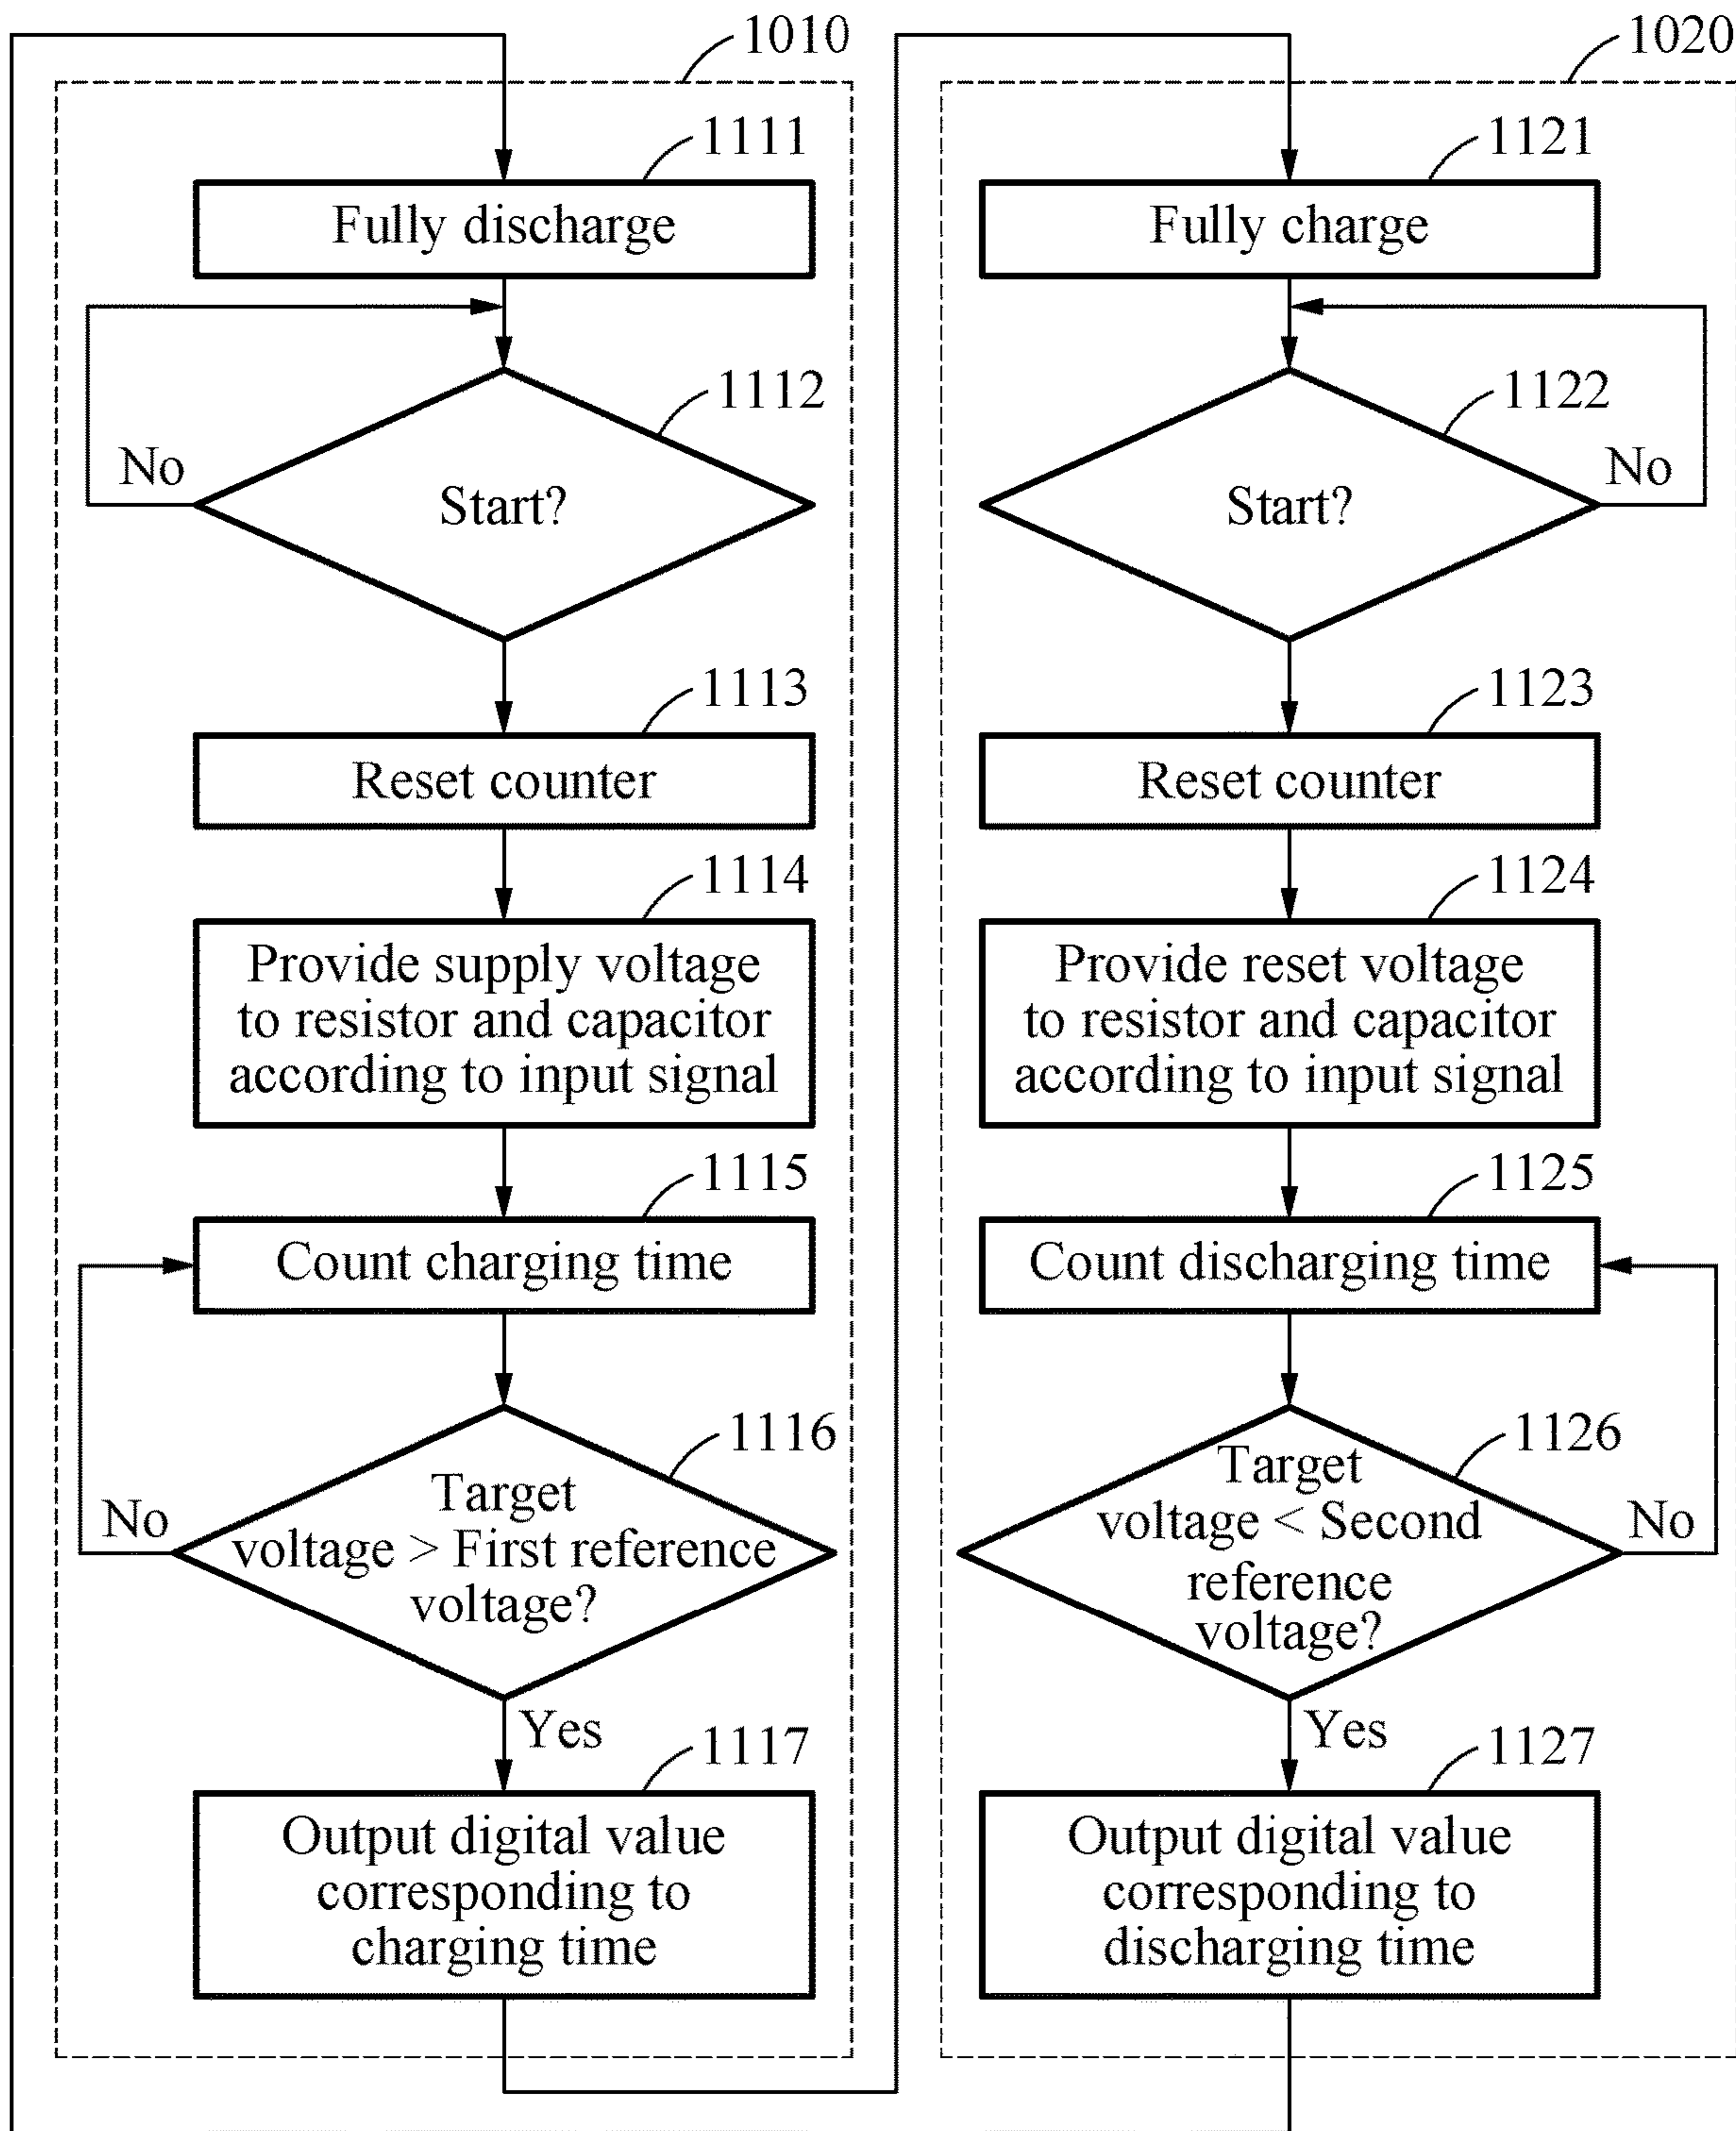 1010
1111
Fully discharge
1112
No
Start?
1113
Reset counter
1114
Provide supply voltage
to resistor and capacitor
according to input signal
1115
Count charging time
1116
No
Target
voltage > First reference
voltage?
Yes
1117
Output digital value
corresponding to
charging time
1020
1121
Fully charge
1122
No
Start?
1123
Reset counter
1124
Provide reset voltage
to resistor and capacitor
according to input signal
1125
Count discharging time
1126
Target
voltage < Second
reference
voltage?
No
Yes
1127
Output digital value
corresponding to
discharging time